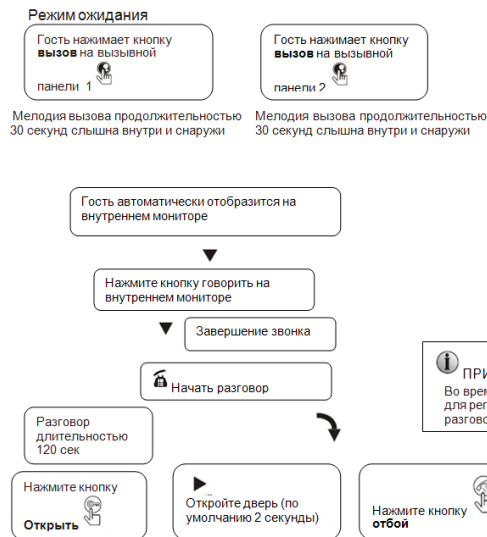 Режим ожидания
Гость нажимает кнопку
вызов на вызывной
панели 1
Гость нажимает кнопку
вызов на вызывной
панели 2
Мелодия вызова продолжительностью
30 секунд слышна внутри и снаружи
Мелодия вызова продолжительностью
30 секунд слышна внутри и снаружи
Гость автоматически отобразится на
внутреннем мониторе
Нажмите кнопку говорить на
внутреннем мониторе
Завершение звонка
Начать разговор
Разговор
длительностью
120 сек
Во
для
Нажмите кнопку
Открыть
Откройте дверь (по
умолчанию 2 секунды)
Нажмите кнопку
отбой